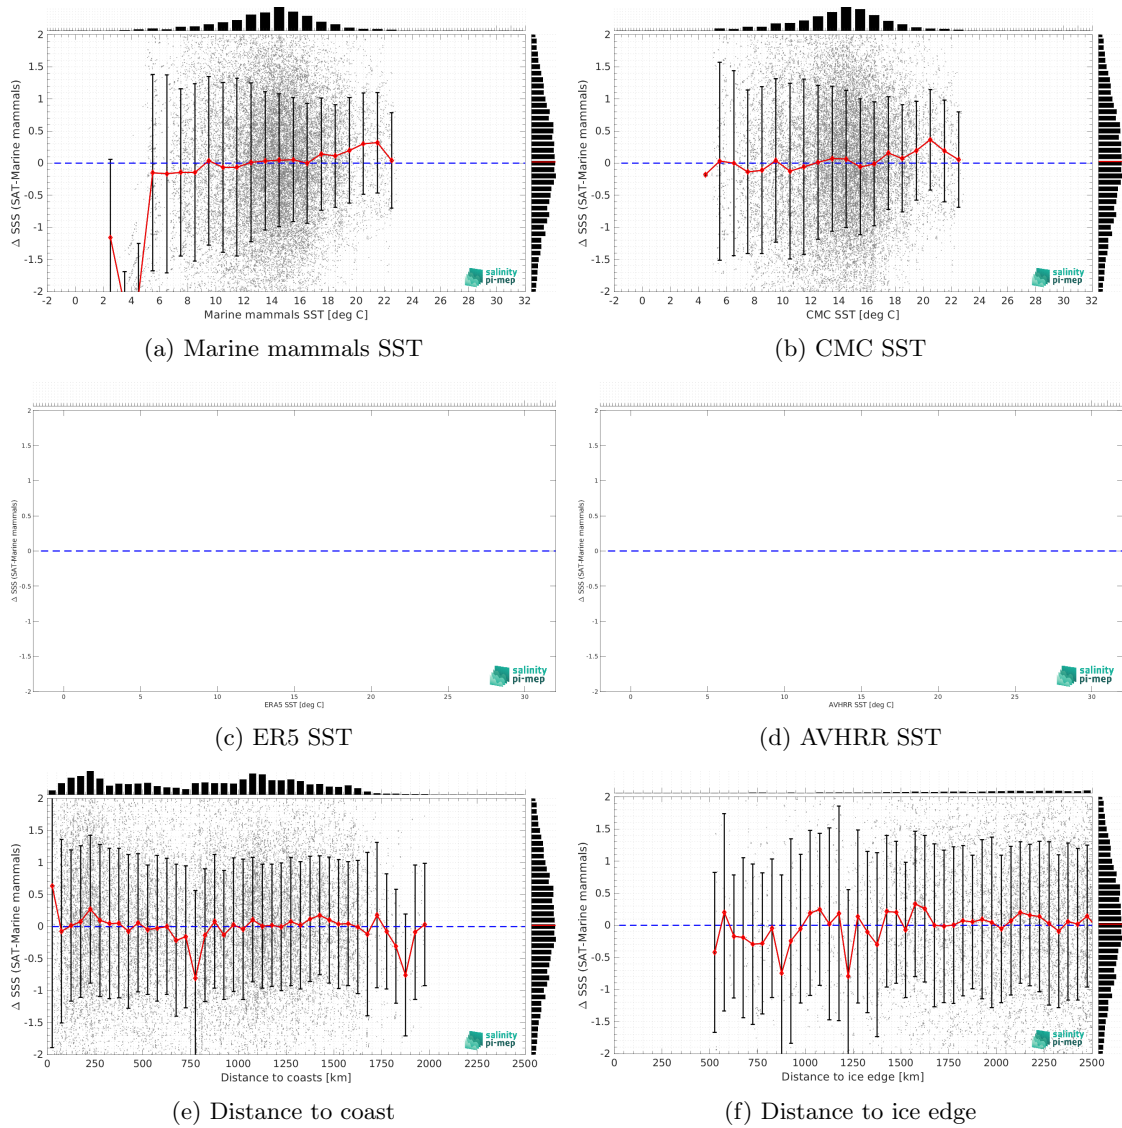 2
1.5
1
0.5
0
-0.5
-1
-1.5
-2
Δ SSS (SAT-Marine mammals)
-2 0 2 4 6 8 10 12 14 16 18 20 22 24 26 28 30 32
Marine mammals SST [deg C]
salinity
pi-mep
(a) Marine mammals SST
2
1.5
1
0.5
0
-0.5
-1
-1.5
-2
Δ SSS (SAT-Marine mammals)
-2 0 2 4 6 8 10 12 14 16 18 20 22 24 26 28 30 32
CMC SST [deg C]
salinity
pi-mep
(b) CMC SST
2
1.5
1
0.5
0
-0.5
-1
-1.5
-2
Δ SSS (SAT-Marine mammals)
0 5 10 15 20 25 30
ERA5 SST [deg C]
salinity
pi-mep
(c) ER5 SST
2
1.5
1
0.5
0
-0.5
-1
-1.5
-2
Δ SSS (SAT-Marine mammals)
0 5 10 15 20 25 30
AVHRR SST [deg C]
salinity
pi-mep
(d) AVHRR SST
2
1.5
1
0.5
0
-0.5
-1
-1.5
-2
Δ SSS (SAT-Marine mammals)
0 250 500 750 1000 1250 1500 1750 2000 2250 2500
Distance to coasts [km]
salinity
pi-mep
(e) Distance to coast
2
1.5
1
0.5
0
-0.5
-1
-1.5
-2
Δ SSS (SAT-Marine mammals)
0 250 500 750 1000 1250 1500 1750 2000 2250 2500
Distance to ice edge [km]
salinity
pi-mep
(f) Distance to ice edge